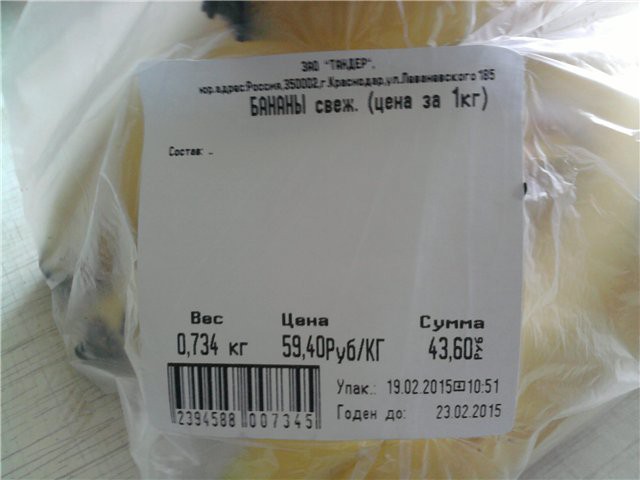 ЗАО "ТАНДЕР".
юр.адрес:Россия,350002,г.Краснодар,ул.Леваневского 185
БАНАНЫ свеж. (цена за 1кг)
Состав: .
Вес Цена Сумма
0,734 кг 59,40Руб/КГ 43,60РУБ
Упак.: 19.02.2015 10:51
Годен до: 23.02.2015
2394588 007345